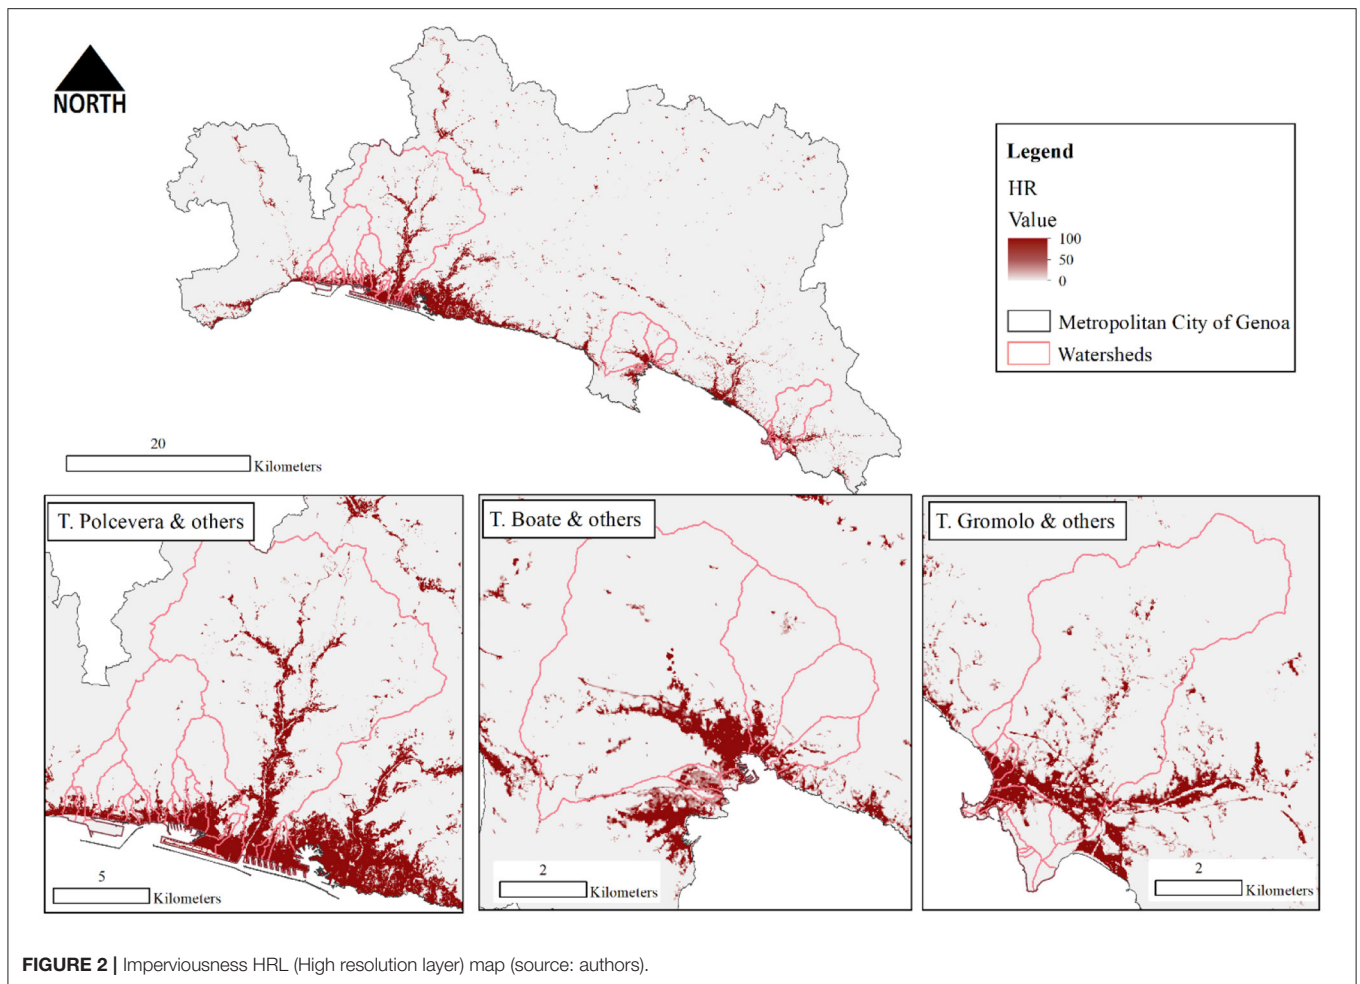 NORTH
Legend
HR
Value
100
50
0
Metropolitan City of Genoa
Watersheds
20
Kilometers
T. Polcevera & others
5
Kilometers
T. Boate & others
2
Kilometers
T. Gromolo & others
2
Kilometers
FIGURE 2 | Imperviousness HRL (High resolution layer) map (source: authors).